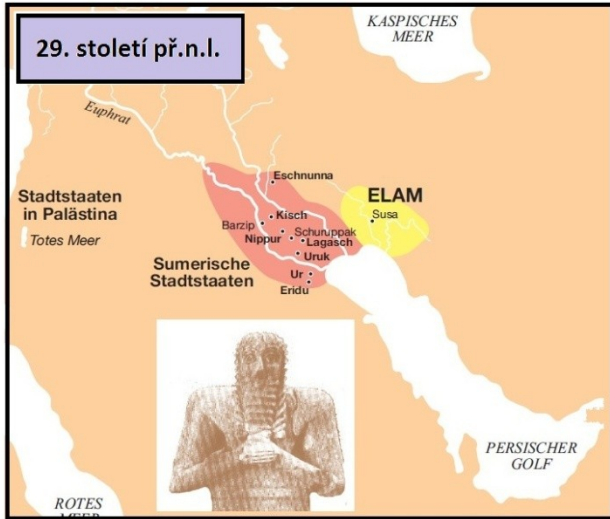 29. století př.n.l.
KASPISCHES
MEER
Euphrat
Eschnunna
ELAM
Susa
Stadtstaaten
in Palästina
Totes Meer
Kisch
Barzip
Schuruppak
Nippur
Lagasch
Uruk
Sumerische
Stadtstaaten
Ur
Eridu
PERSISCHER
GOLF
ROTES
MEER